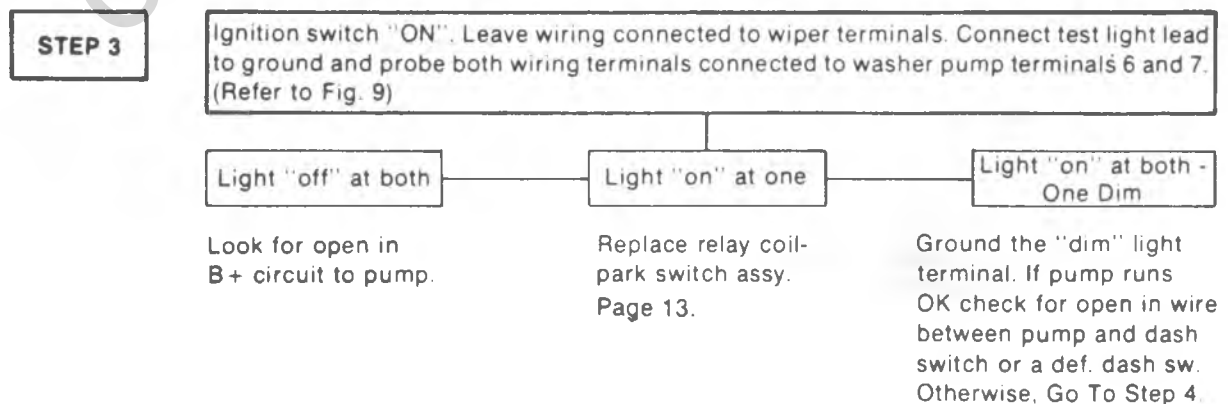 STEP 3
Ignition switch "ON". Leave wiring connected to wiper terminals. Connect test light lead
to ground and probe both wiring terminals connected to washer pump terminals 6 and 7.
(Refer to Fig. 9)
Light "off" at both
Light "on" at one
Light "on" at both -
One Dim
Look for open in
B+ circuit to pump.
Replace relay coil-
park switch assy.
Page 13.
Ground the "dim" light
terminal. If pump runs
OK check for open in wire
between pump and dash
switch or a def. dash sw.
Otherwise, Go To Step 4.